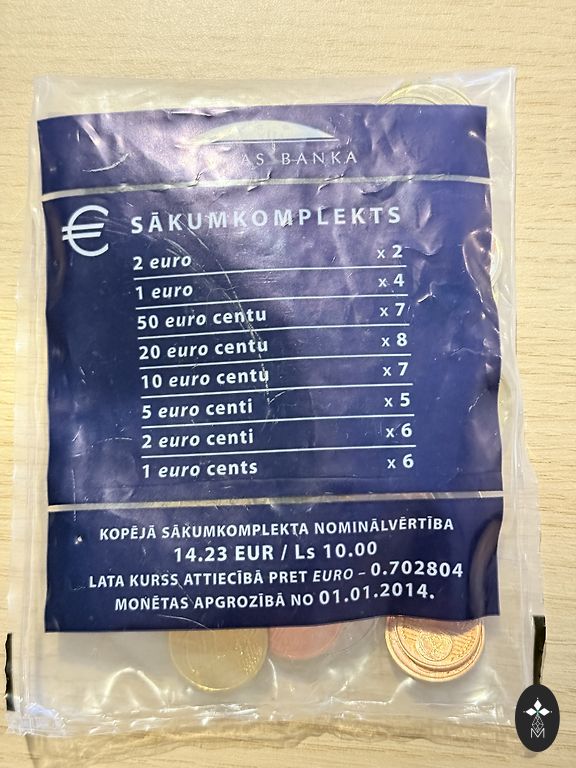 BANKA
€ SĀKUMKOMPLEKTS
2 euro x 2
1 euro x 4
50 euro centu x 7
20 euro centu x 8
10 euro centu x 7
5 euro centi x 5
2 euro centi x 6
1 euro cents x 6
KOPĒJĀ SĀKUMKOMPLEKTA NOMINĀLVĒRTĪBA
14.23 EUR / Ls 10.00
LATA KURSS ATTIECĪBĀ PRET EURO – 0.702804
MONĒTAS APGROZĪBĀ NO 01.01.2014.
M